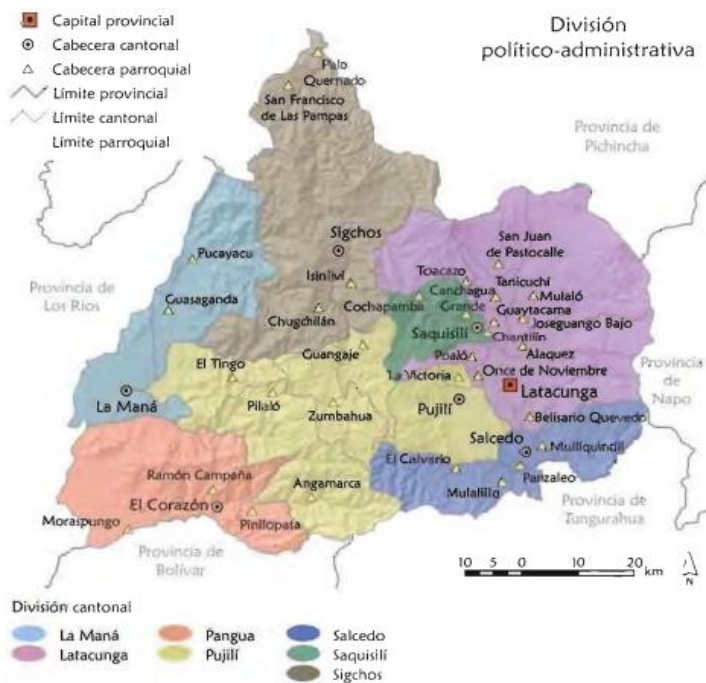 Capital provincial
Cabecera cantonal
Cabecera parroquial
Límite provincial
Límite cantonal
Límite parroquial
División
político-administrativa
Palo
Quemado
San Francisco
de Las Pampas
Provincia de
Pichincha
Sigchos
San Juan
de Pastocalle
Pucayacu
Isinliví
Toacazo
Tanicuchí
Provincia de
Los Ríos
Canchagua
Mulaló
Guasaganda
Cochapamba
Grande
Guaytacama
Chugchilán
Joseguango Bajo
Saquisilí
Chantilín
Guangaje
Alaquez
Poaló
El Tingo
La Victoria
Once de Noviembre
Provincia
de Napo
La Maná
Pilaló
Zumbahua
Pujilí
Latacunga
Belisario Quevedo
Salcedo
Mulliquindil
Ramón Campaña
El Calvario
Panzaleo
Angamarca
Mulalillo
El Corazón
Moraspungo
Pinllopata
Provincia de
Tungurahua
Provincia
de Bolívar
10 5 0 10 20
km
N
División cantonal
La Maná
Pangua
Salcedo
Latacunga
Pujilí
Saquisilí
Sigchos